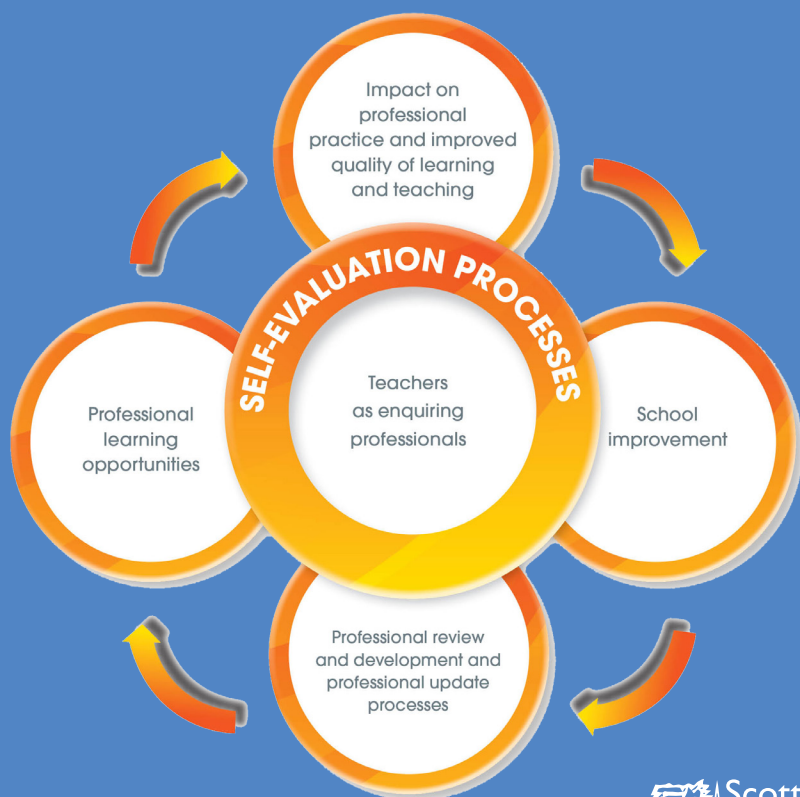 Impact on
professional
practice and improved
quality of learning
and teaching
SELF-EVALUATION PROCESSES
Teachers
as enquiring
professionals
Professional
learning
opportunities
School
improvement
Professional review
and development and
professional update
processes
Scott